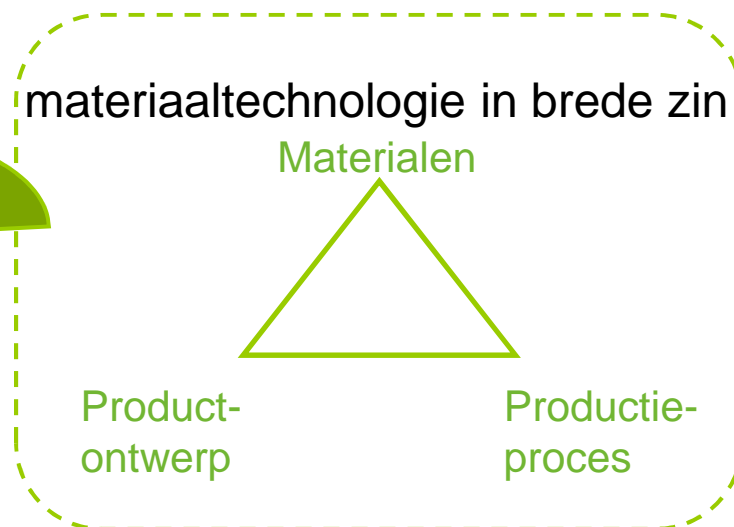 materiaaltechnologie in brede zin
Materialen
Product-
ontwerp
Productie-
proces